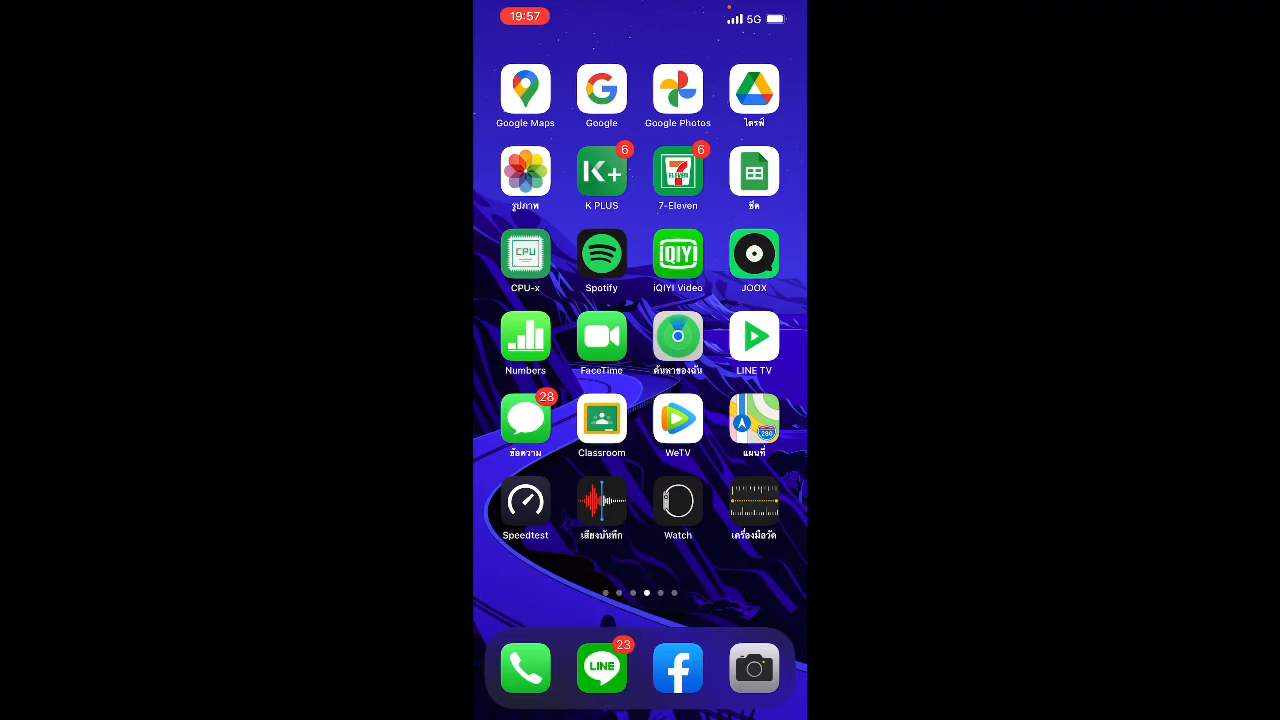 19:57 5G
Google Maps Google Google Photos ไดรฟ์
K+ 6 7 ELEVEN 6
รูปภาพ K PLUS 7-Eleven ชีต
CPU iQIYI
CPU-x Spotify iQIYI Video JOOX
Numbers FaceTime ค้นหาของฉัน LINE TV
28 280
ข้อความ Classroom WeTV แผนที่
Speedtest เสียงบันทึก Watch เครื่องมือวัด
LINE 23